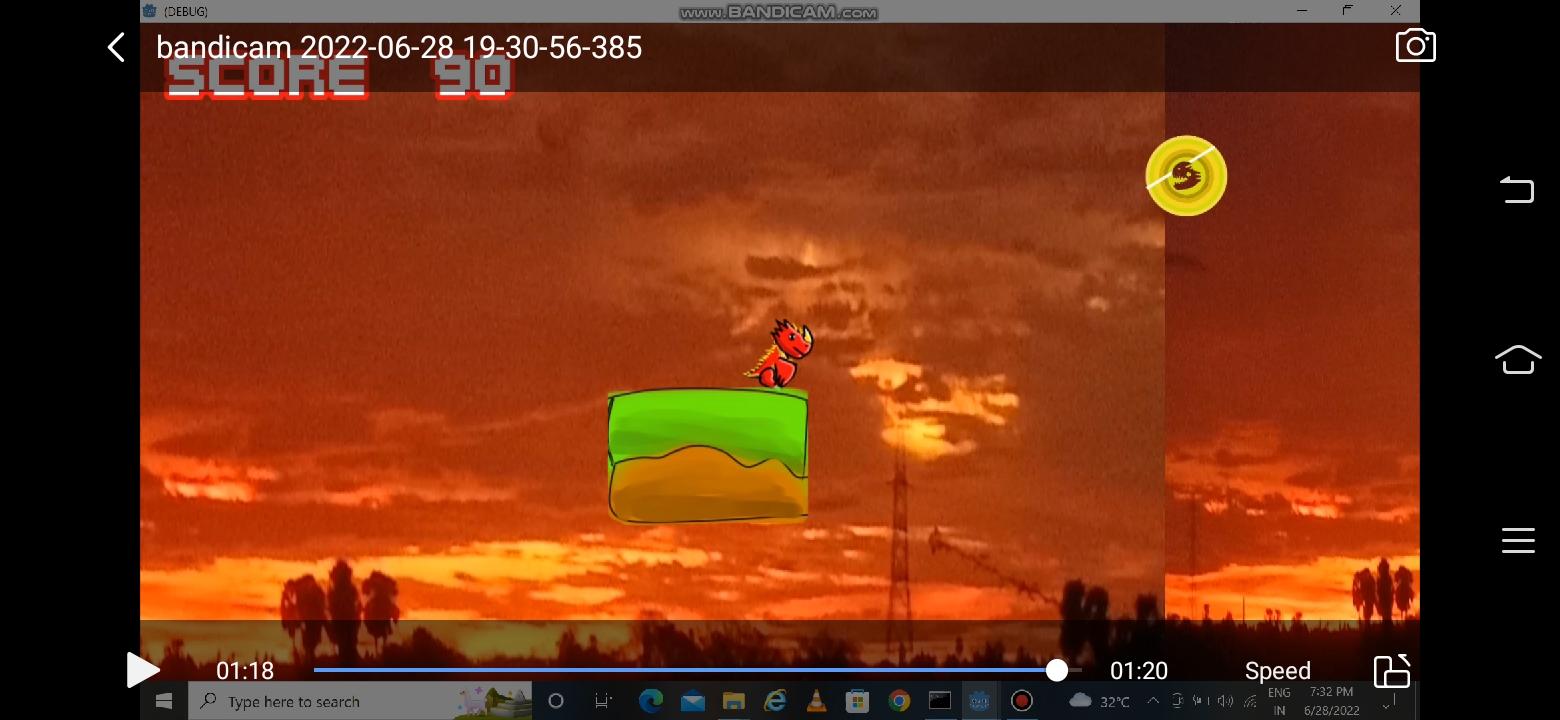 (DEBUG)
WWW.BANDICAM.COM
bandicam 2022-06-28 19-30-56-385
SCORE 90
01:18
01:20
Speed
Type here to search
32°C
ENG
IN
7:32 PM
6/28/2022